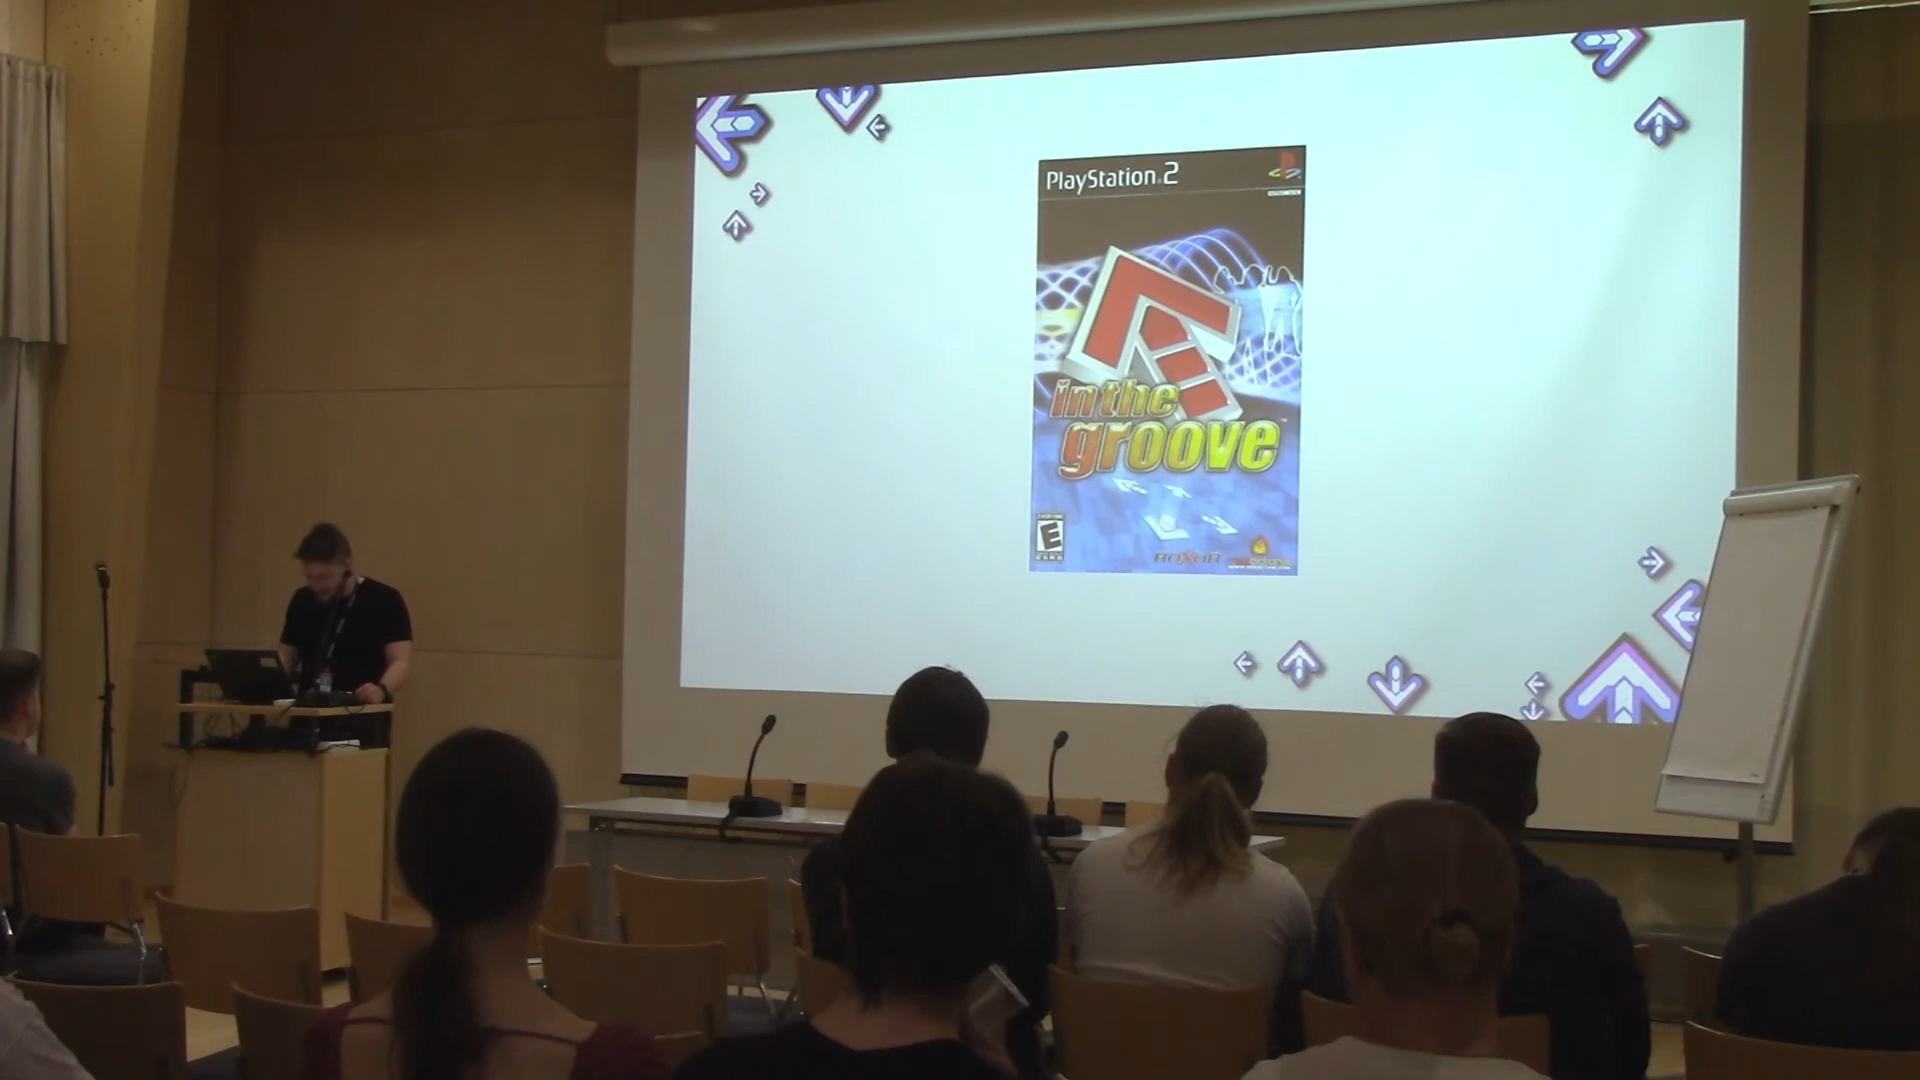 PlayStation 2
in the
groove
E
ROXOR